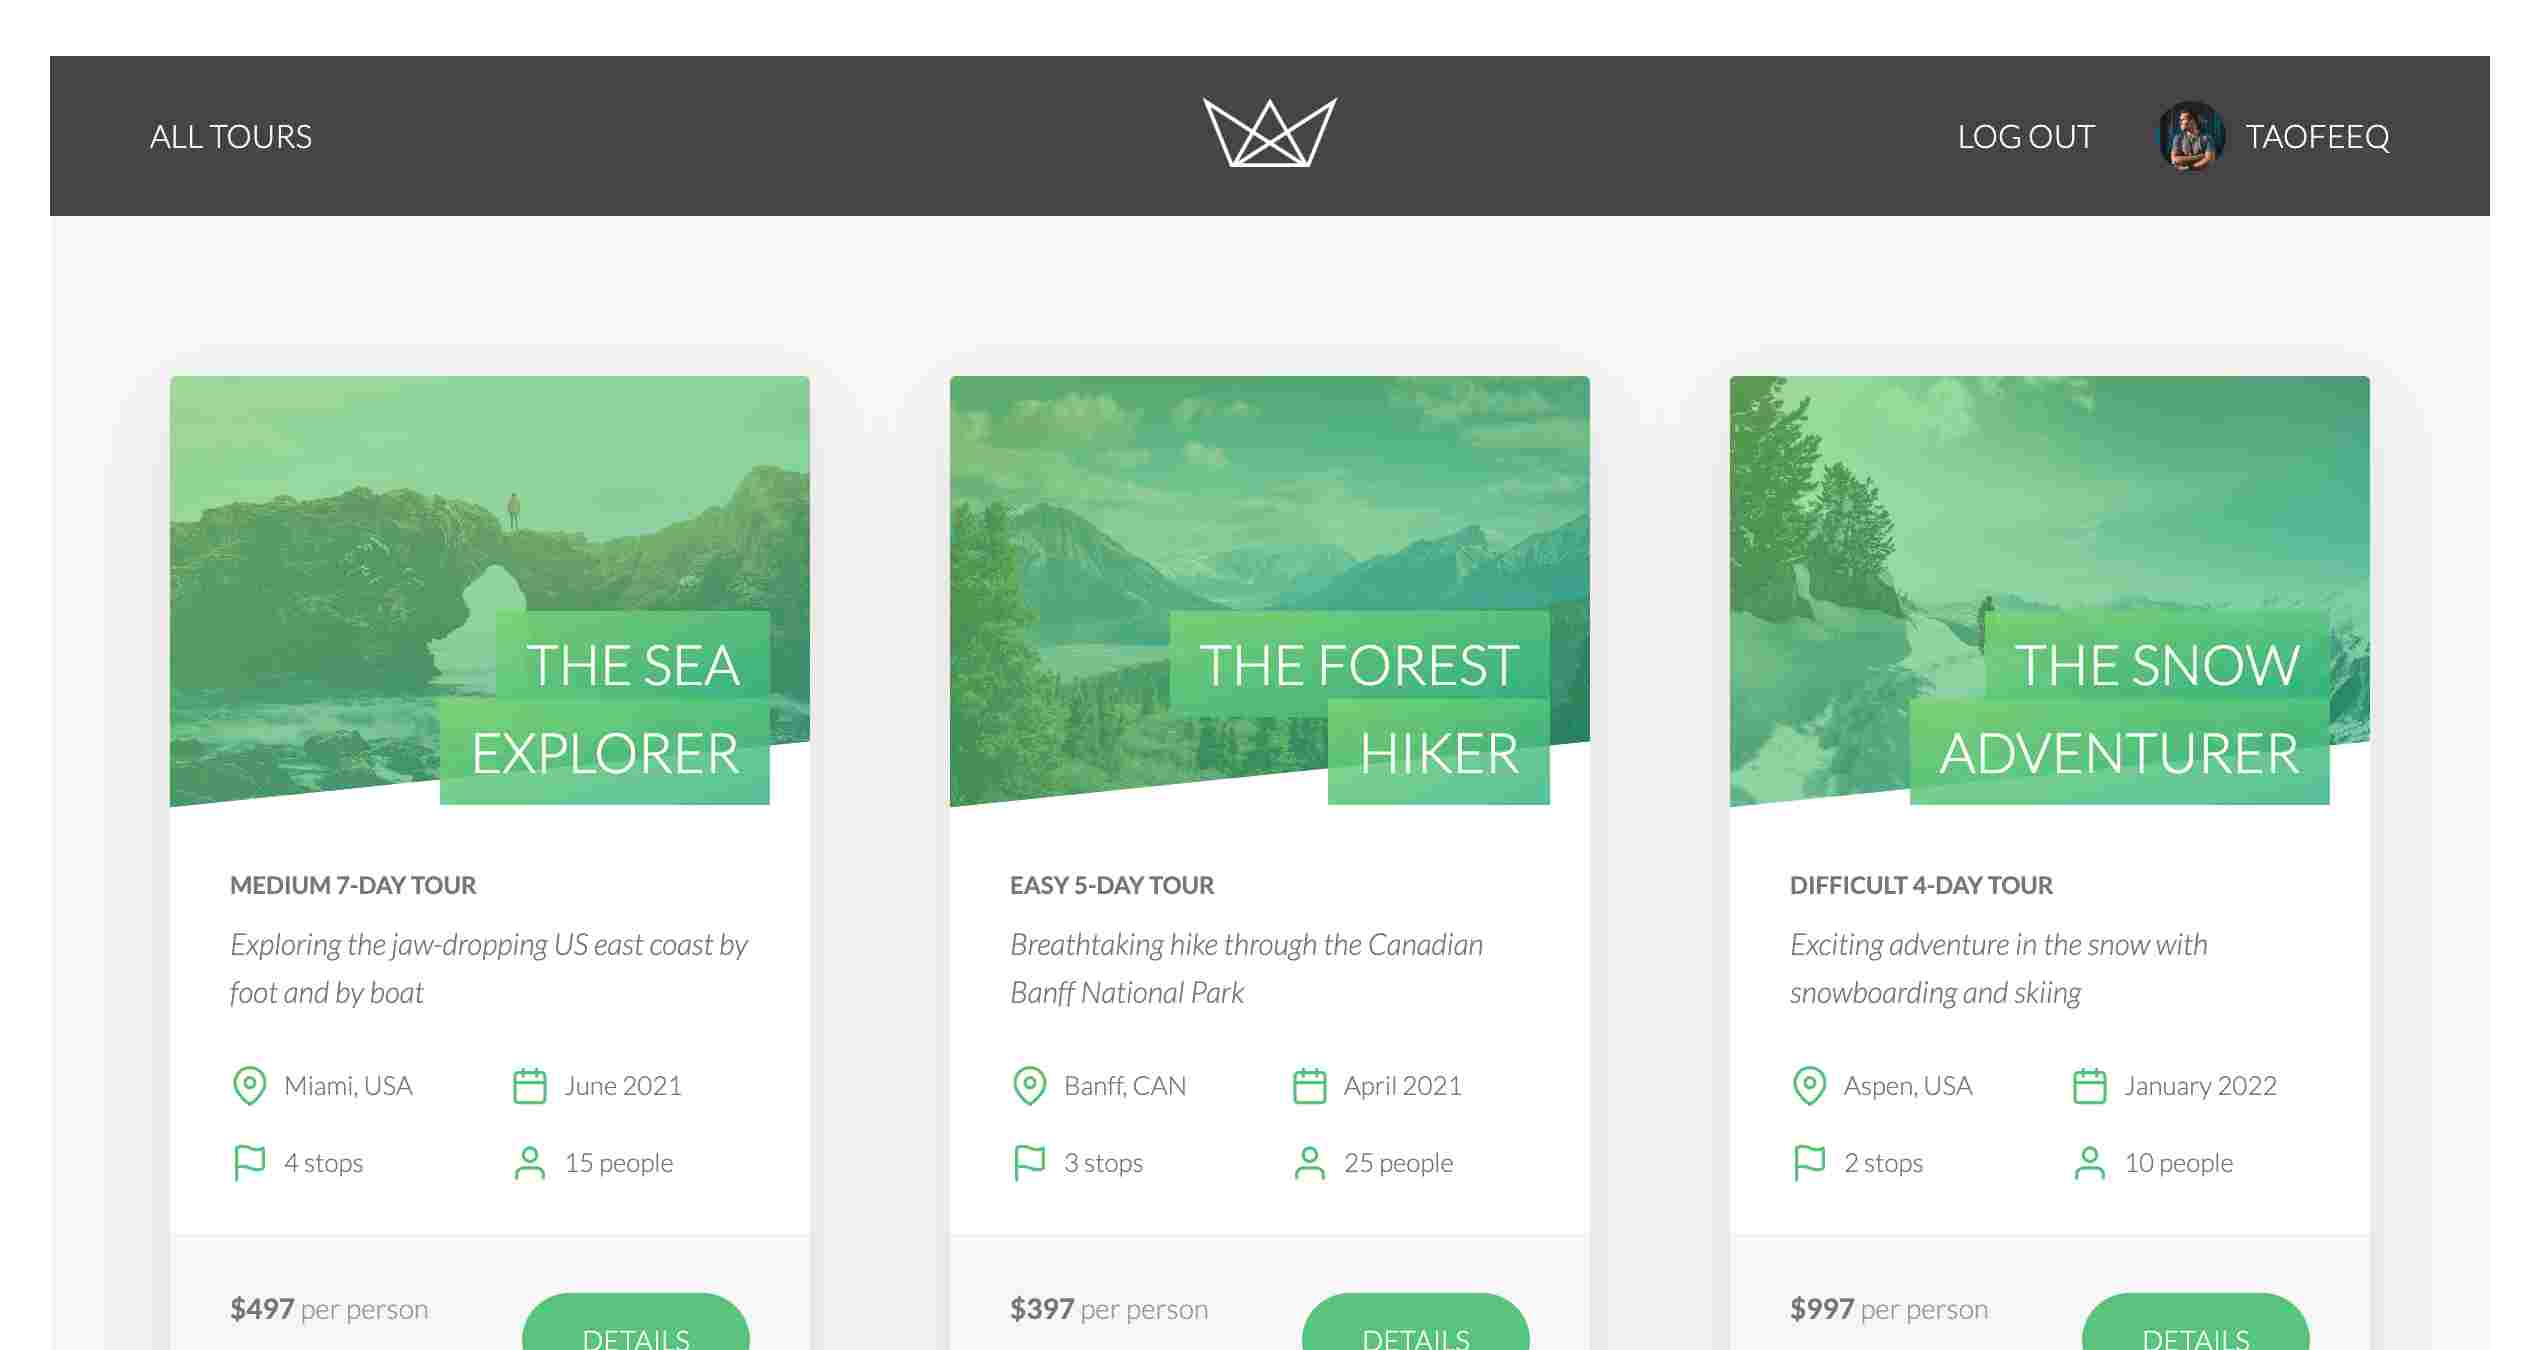 ALL TOURS
LOG OUT
TAOFEEQ
THE SEA
EXPLORER
MEDIUM 7-DAY TOUR
Exploring the jaw-dropping US east coast by
foot and by boat
Miami, USA
June 2021
4 stops
15 people
$497 per person
DETAILS
THE FOREST
HIKER
EASY 5-DAY TOUR
Breathtaking hike through the Canadian
Banff National Park
Banff, CAN
April 2021
3 stops
25 people
$397 per person
DETAILS
THE SNOW
ADVENTURER
DIFFICULT 4-DAY TOUR
Exciting adventure in the snow with
snowboarding and skiing
Aspen, USA
January 2022
2 stops
10 people
$997 per person
DETAILS